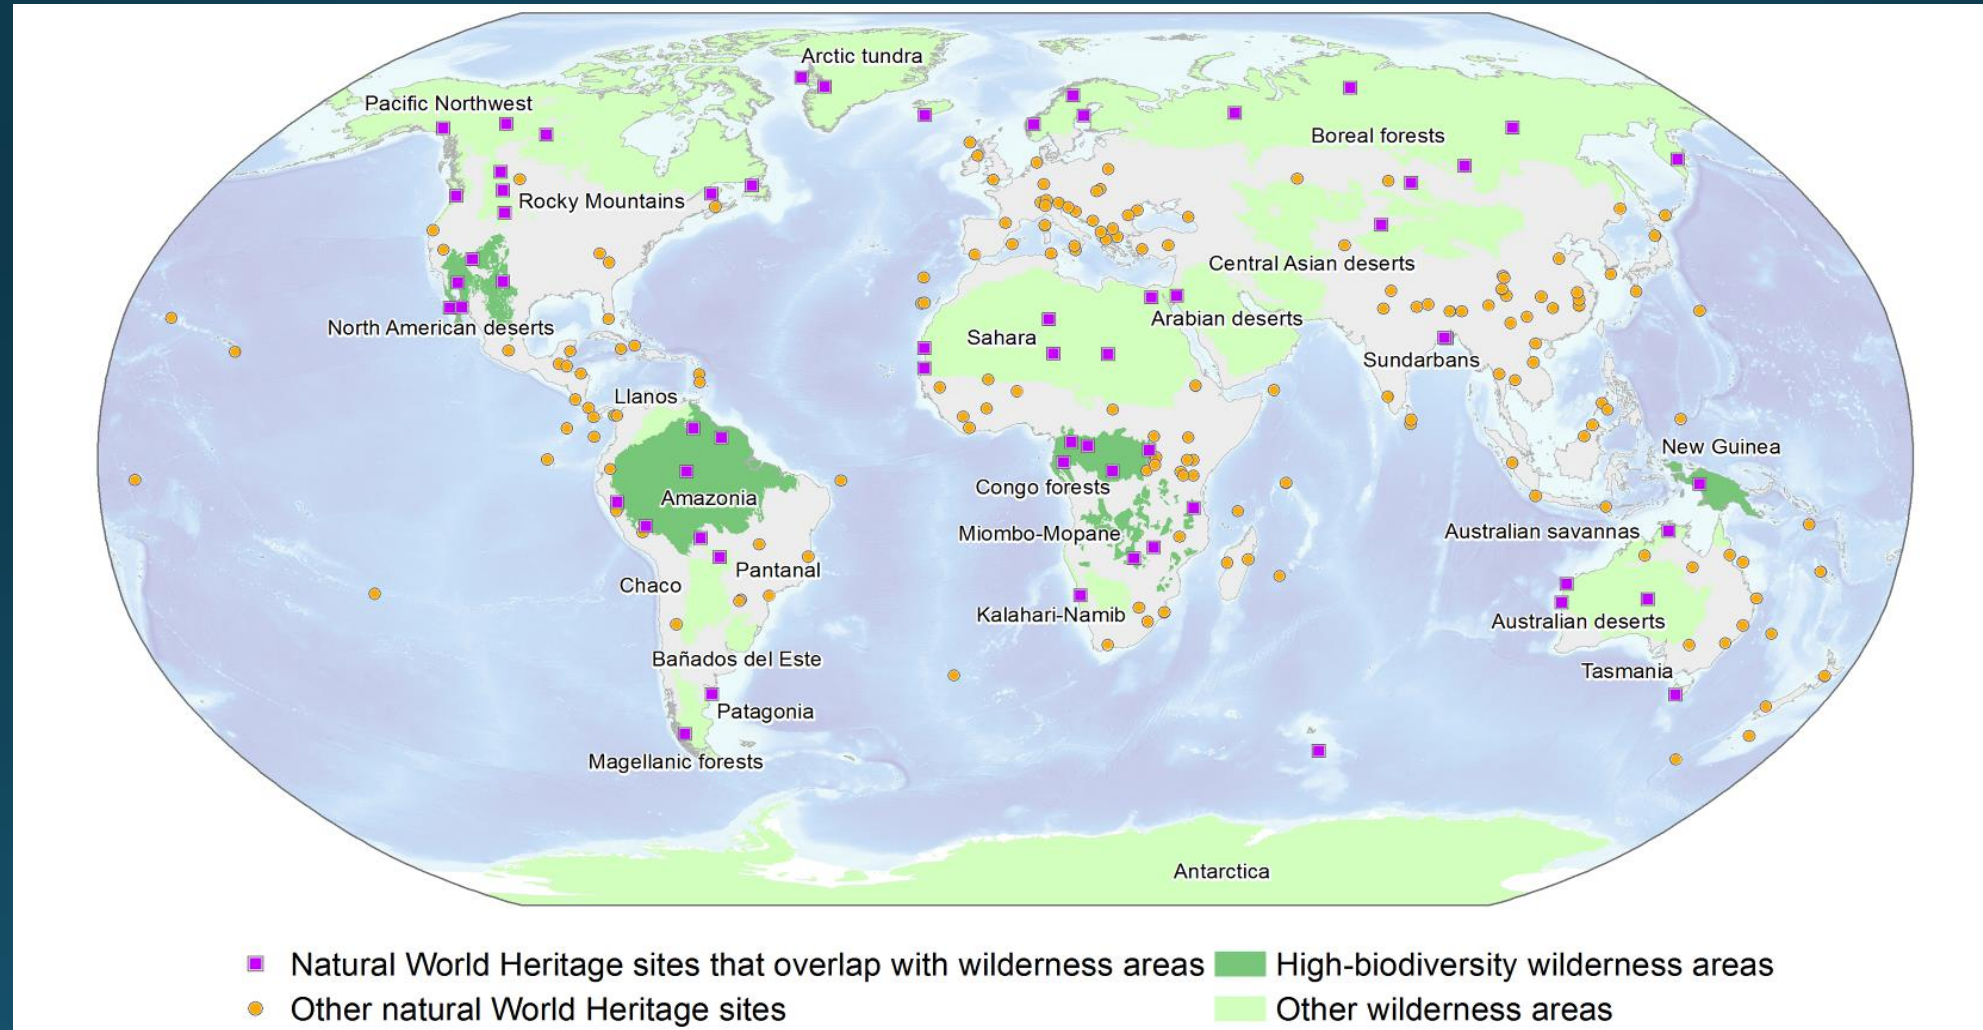 Arctic tundra
Pacific Northwest
Boreal forests
Rocky Mountains
Central Asian deserts
North American deserts
Sahara
Arabian deserts
Sundarbans
Llanos
New Guinea
Amazonia
Congo forests
Miombo-Mopane
Australian savannas
Chaco
Pantanal
Kalahari-Namib
Australian deserts
Bañados del Este
Tasmania
Patagonia
Magellanic forests
Antarctica
Natural World Heritage sites that overlap with wilderness areas
High-biodiversity wilderness areas
Other natural World Heritage sites
Other wilderness areas